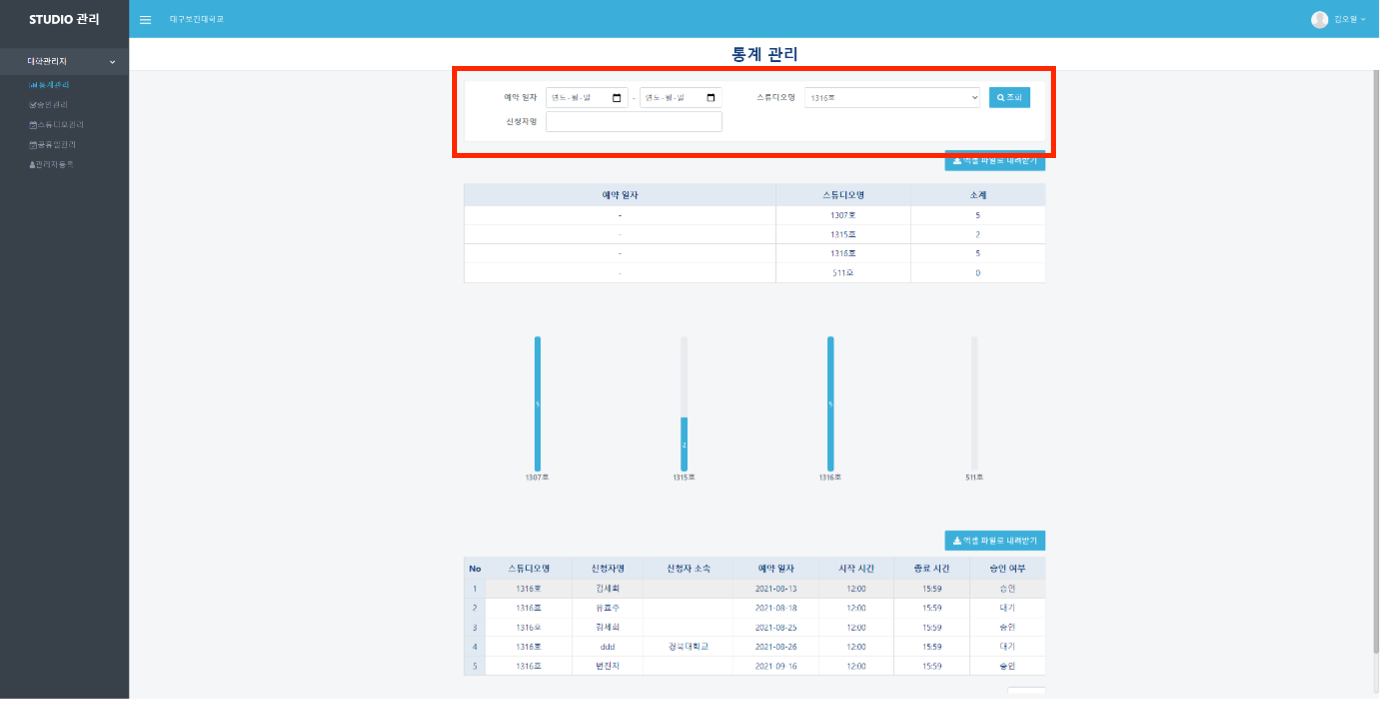 STUDIO 관리
대구보건대학교
김오일
대학관리자
통계관리
승인관리
스튜디오관리
공휴일관리
관리자등록
통계 관리
예약 일자 연도-월-일 - 연도-월-일 스튜디오명 1316호 조회
신청자명
엑셀 파일로 내려받기
예약 일자 스튜디오명 소계
- 1307호 5
- 1315호 2
- 1316호 5
- 511호 0
5 2 5
1307호 1315호 1316호 511호
엑셀 파일로 내려받기
No 스튜디오명 신청자명 신청자 소속 예약 일자 시작 시간 종료 시간 승인 여부
1 1316호 김세희 2021-08-13 12:00 15:59 승인
2 1316호 유효주 2021-08-18 12:00 15:59 대기
3 1316호 김세희 2021-08-25 12:00 15:59 승인
4 1316호 ddd 경북대학교 2021-08-26 12:00 15:59 대기
5 1316호 2021-09-16 12:00 15:59 승인